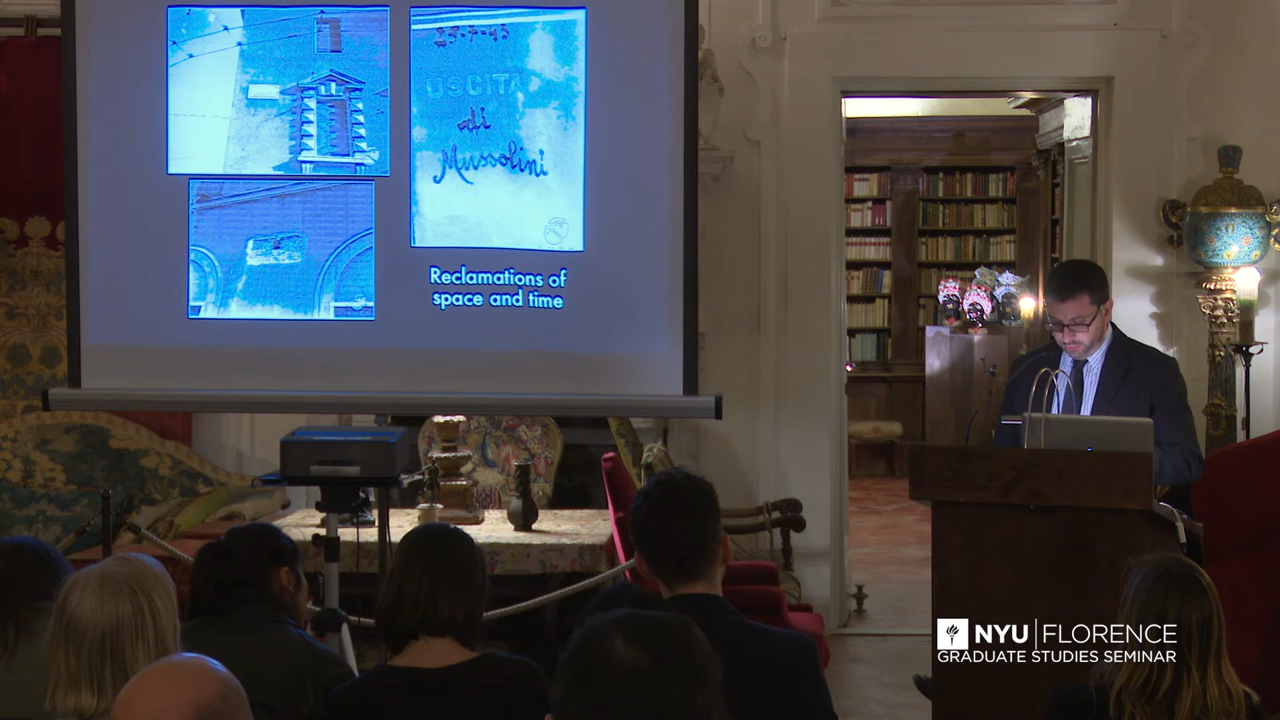 25-7-43
USCITA
di
Mussolini
Reclamations of
space and time
NYU FLORENCE
GRADUATE STUDIES SEMINAR